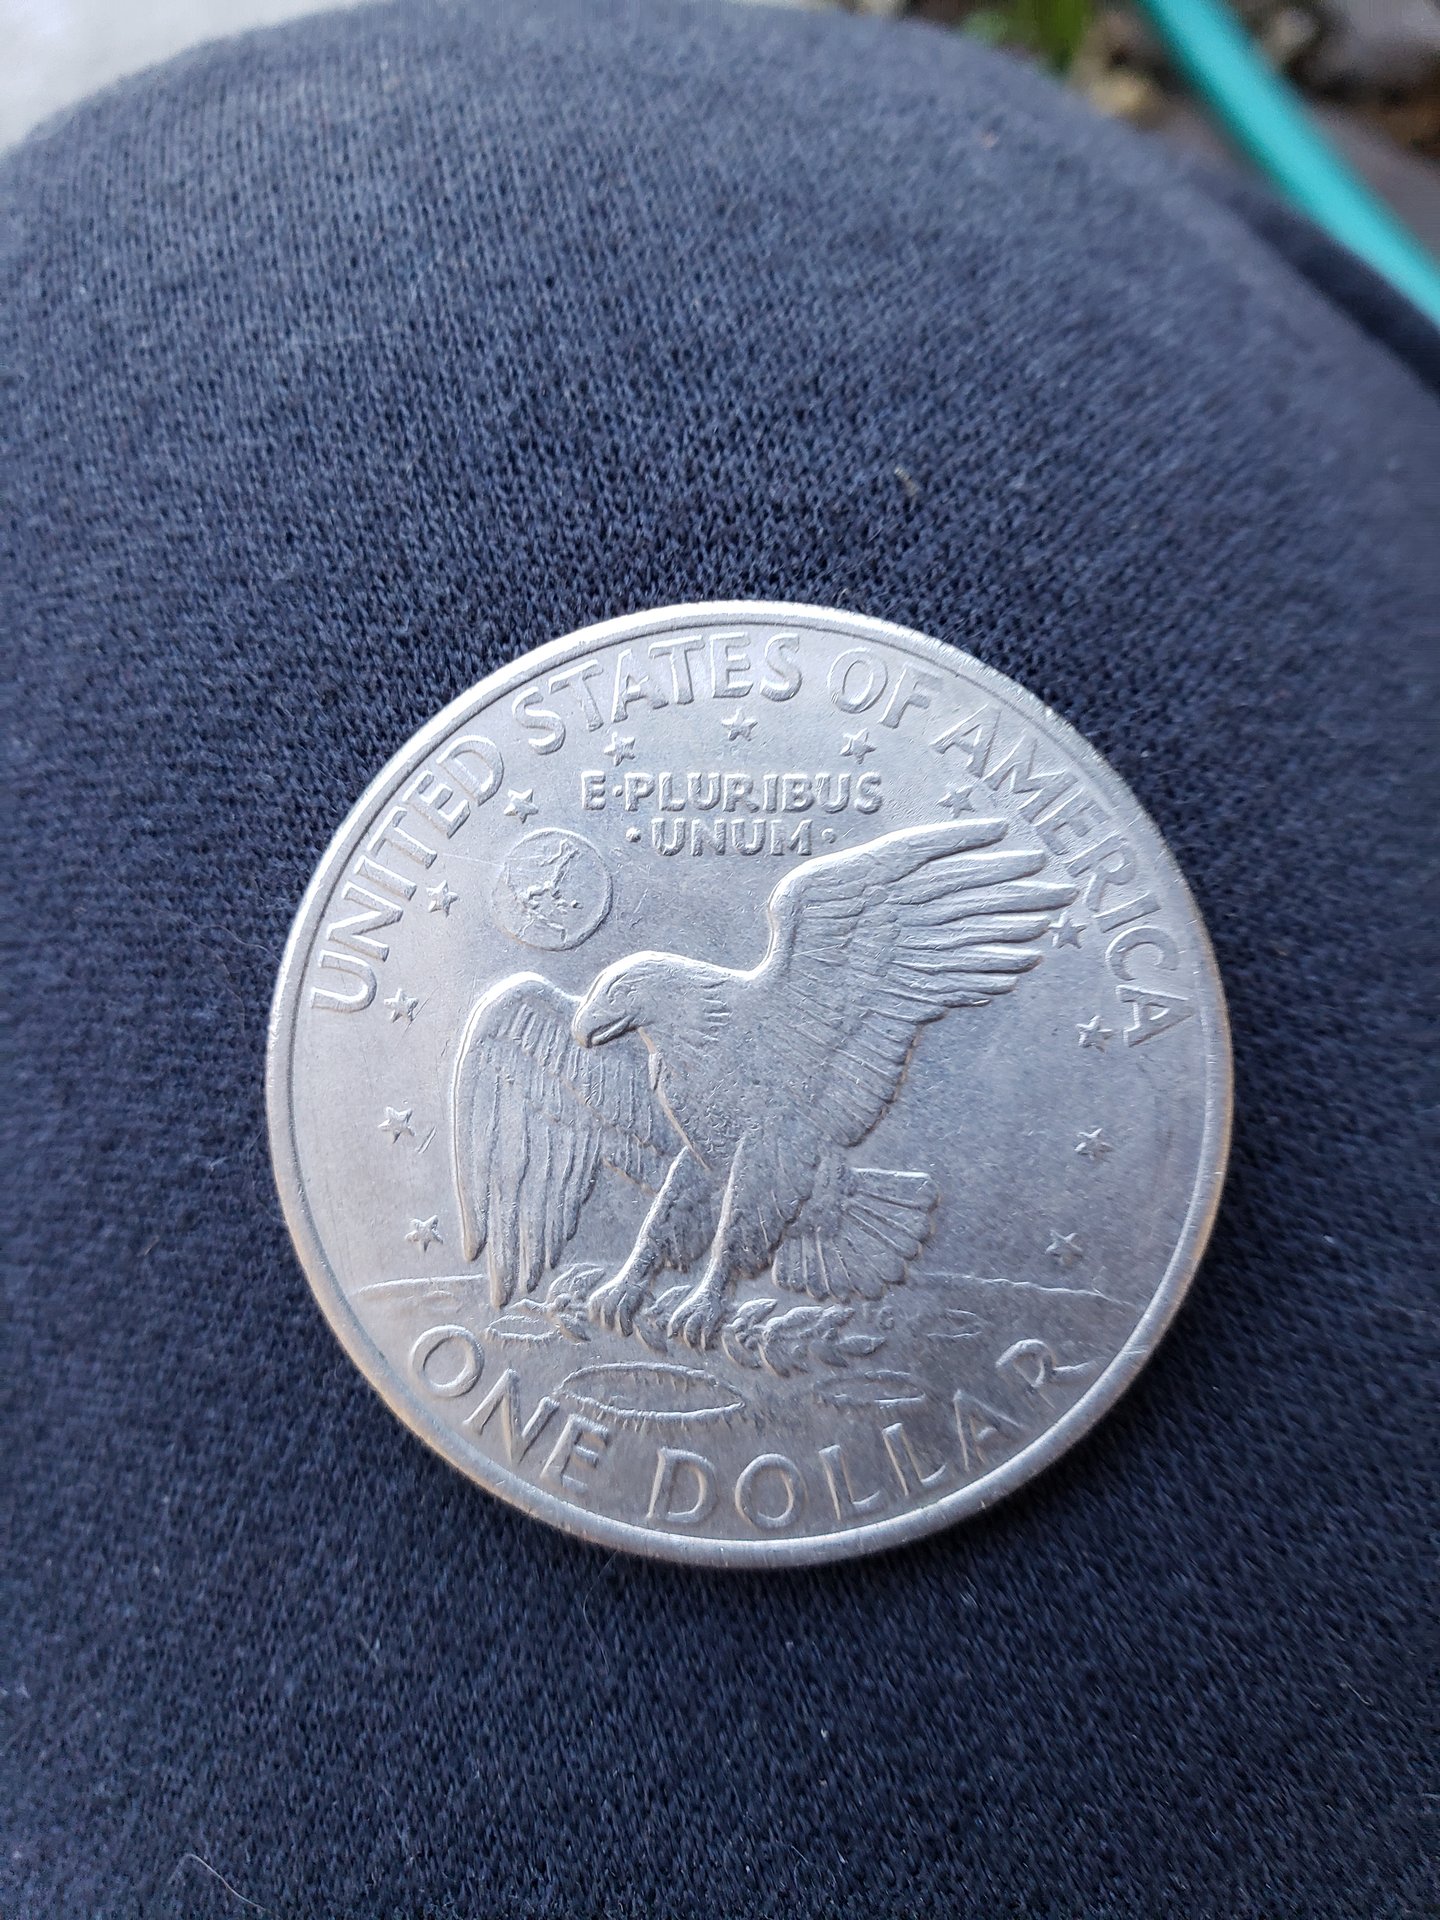 UNITED STATES OF AMERICA
E·PLURIBUS
·UNUM·
ONE DOLLAR